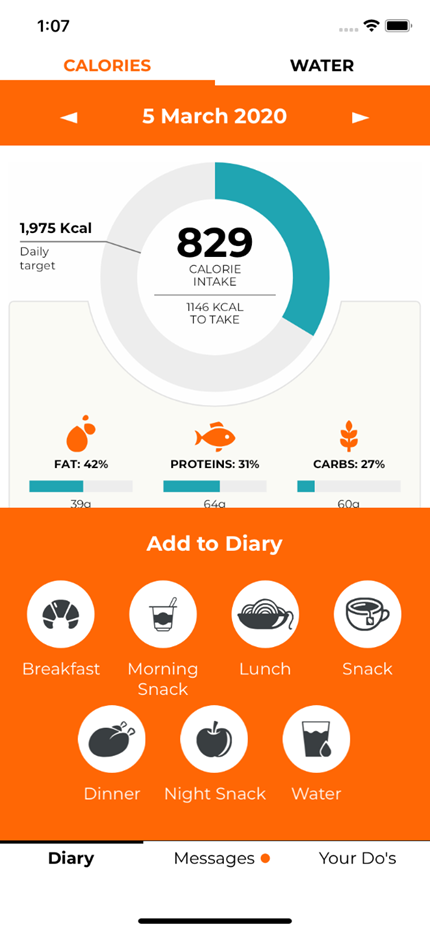 1:07
CALORIES WATER
5 March 2020
1,975 Kcal
Daily
target
829
CALORIE
INTAKE
1146 KCAL
TO TAKE
FAT: 42% PROTEINS: 31% CARBS: 27%
39g 64g 60g
Add to Diary
Breakfast Morning Snack Lunch Snack
Dinner Night Snack Water
Diary Messages Your Do's